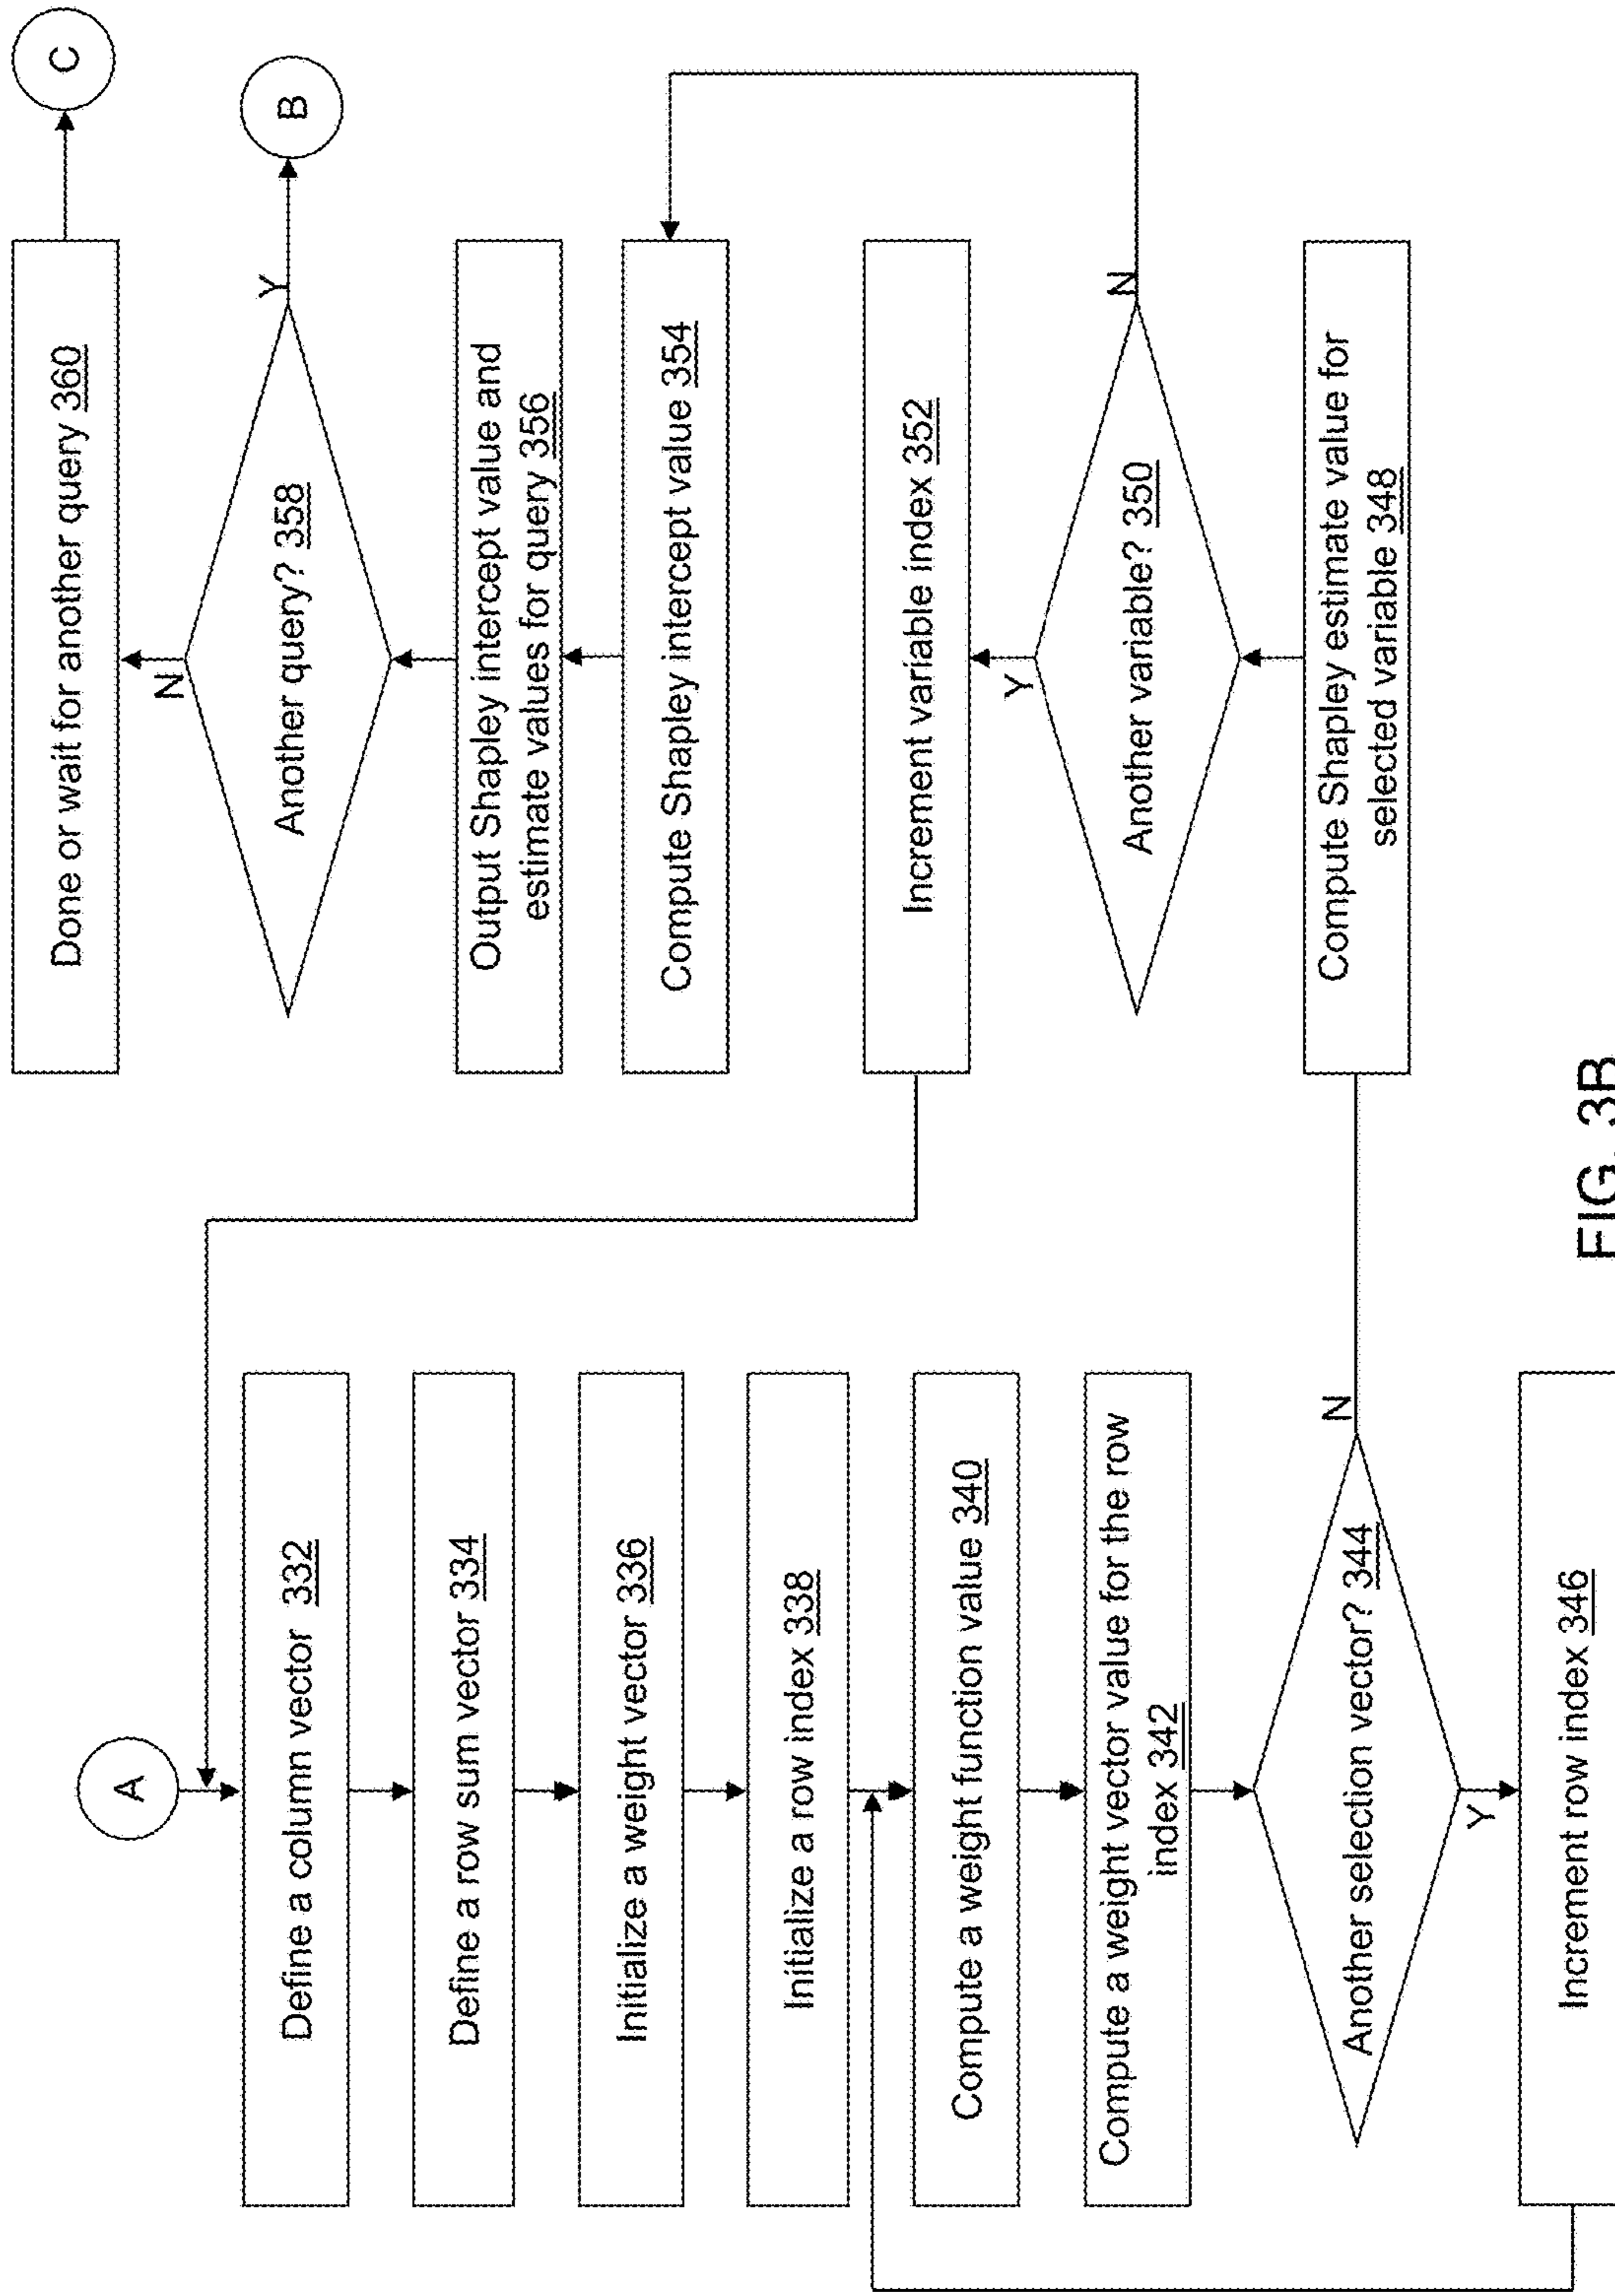 A
Define a column vector 332
Define a row sum vector 334
Initialize a weight vector 336
Initialize a row index 338
Compute a weight function value 340
Compute a weight vector value for the row
index 342
Another selection vector? 344
N
Y
Increment row index 346
Done or wait for another query 360
C
N
Another query? 358
Y
B
Output Shapley intercept value and
estimate values for query 356
Compute Shapley intercept value 354
Increment variable index 352
Y
Another variable? 350
N
Compute Shapley estimate value for
selected variable 348
FIG. 3B